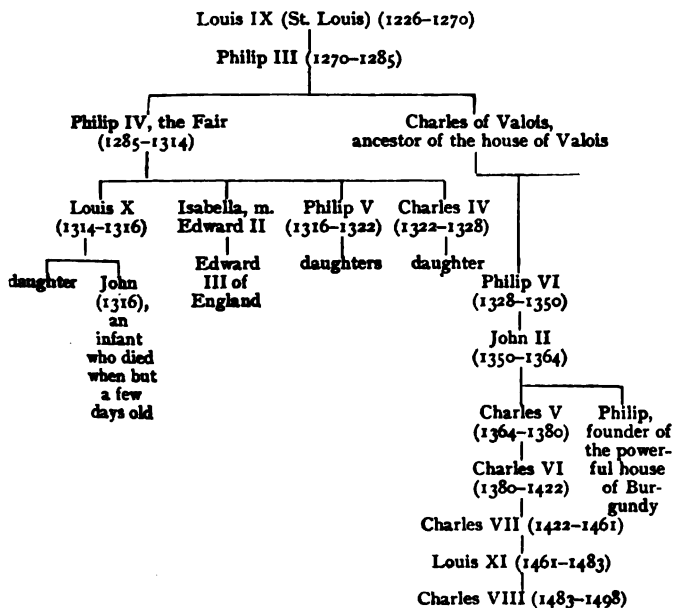 Louis IX (St. Louis) (1226–1270)
Philip III (1270–1285)
Philip IV, the Fair
(1285–1314)
Charles of Valois,
ancestor of the house of Valois
Louis X
(1314–1316)
Isabella, m.
Edward II
Philip V
(1316–1322)
Charles IV
(1322–1328)
daughter
John
(1316),
an
infant
who died
when but
a few
days old
Edward
III of
England
daughters
daughter
Philip VI
(1328–1350)
John II
(1350–1364)
Charles V
(1364–1380)
Philip,
founder of
the power-
ful house
of Bur-
gundy
Charles VI
(1380–1422)
Charles VII (1422–1461)
Louis XI (1461–1483)
Charles VIII (1483–1498)